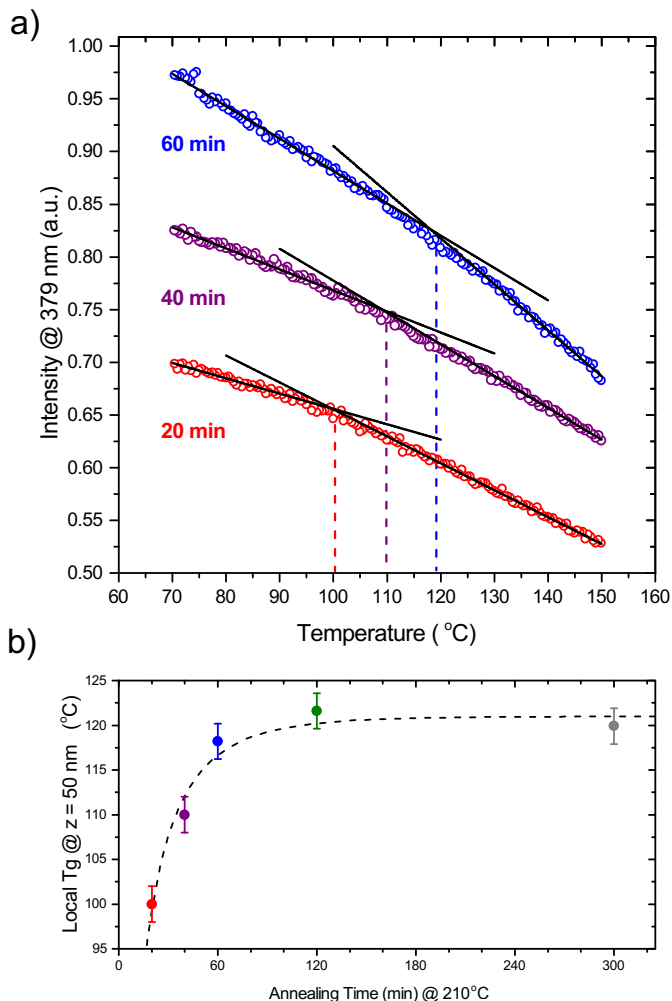 a)
1.00
0.95
0.90
0.85
0.80
0.75
0.70
0.65
0.60
0.55
0.50
Intensity @ 379 nm (a.u.)
60 min
40 min
20 min
60 70 80 90 100 110 120 130 140 150 160
Temperature ( °C)
b)
125
120
115
110
105
100
95
Local Tg @ z = 50 nm (°C)
0 60 120 180 240 300
Annealing Time (min) @ 210°C